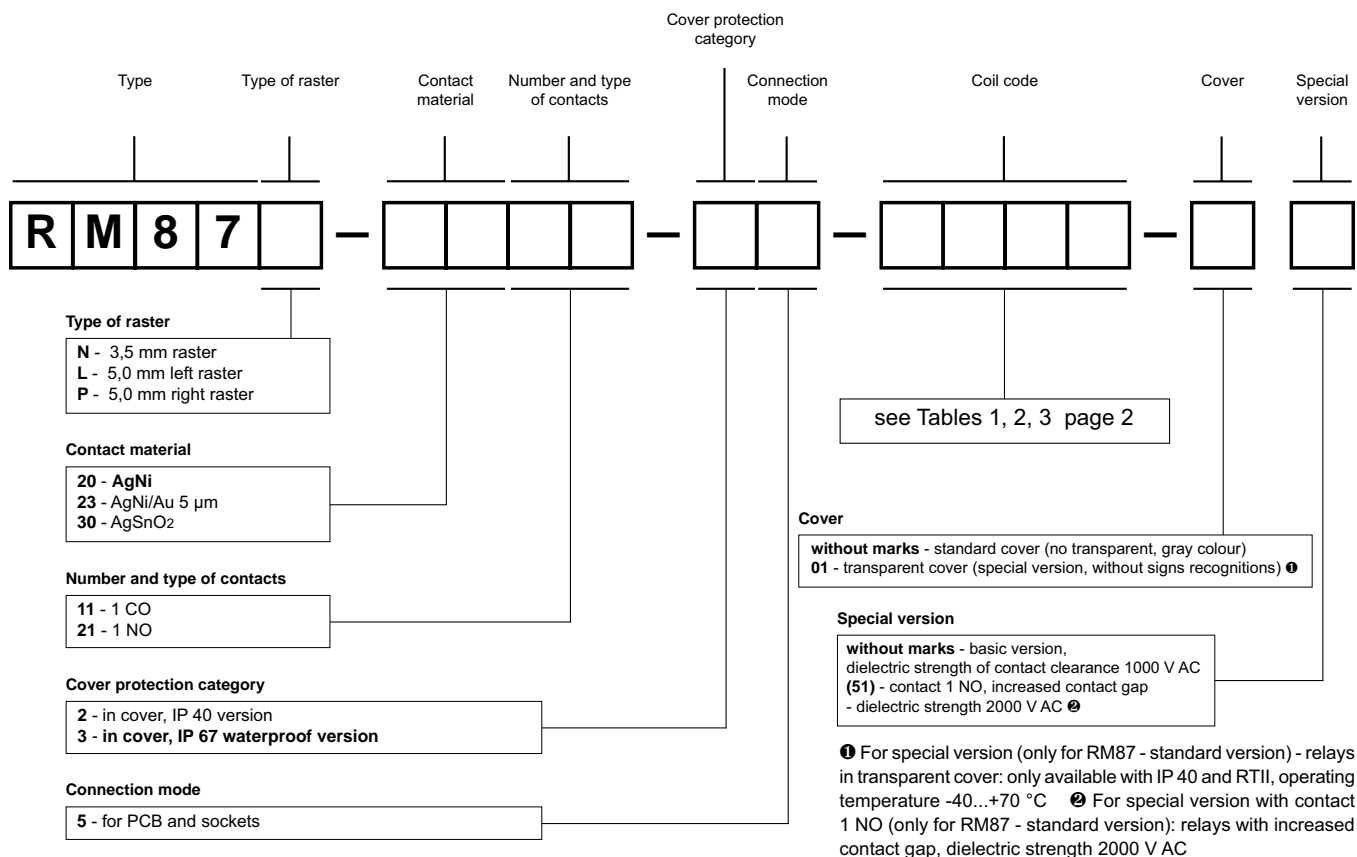 Cover protection
category
Type
Type of raster
Contact
material
Number and type
of contacts
Connection
mode
Coil code
Cover
Special
version
R M 8 7 – – – –
Type of raster
N - 3,5 mm raster
L - 5,0 mm left raster
P - 5,0 mm right raster
Contact material
20 - AgNi
23 - AgNi/Au 5 µm
30 - AgSnO2
Number and type of contacts
11 - 1 CO
21 - 1 NO
Cover protection category
2 - in cover, IP 40 version
3 - in cover, IP 67 waterproof version
Connection mode
5 - for PCB and sockets
see Tables 1, 2, 3 page 2
Cover
without marks - standard cover (no transparent, gray colour)
01 - transparent cover (special version, without signs recognitions) ❶
Special version
without marks - basic version,
dielectric strength of contact clearance 1000 V AC
(51) - contact 1 NO, increased contact gap
- dielectric strength 2000 V AC ❷
❶ For special version (only for RM87 - standard version) - relays
in transparent cover: only available with IP 40 and RTII, operating
temperature -40...+70 °C ❷ For special version with contact
1 NO (only for RM87 - standard version): relays with increased
contact gap, dielectric strength 2000 V AC